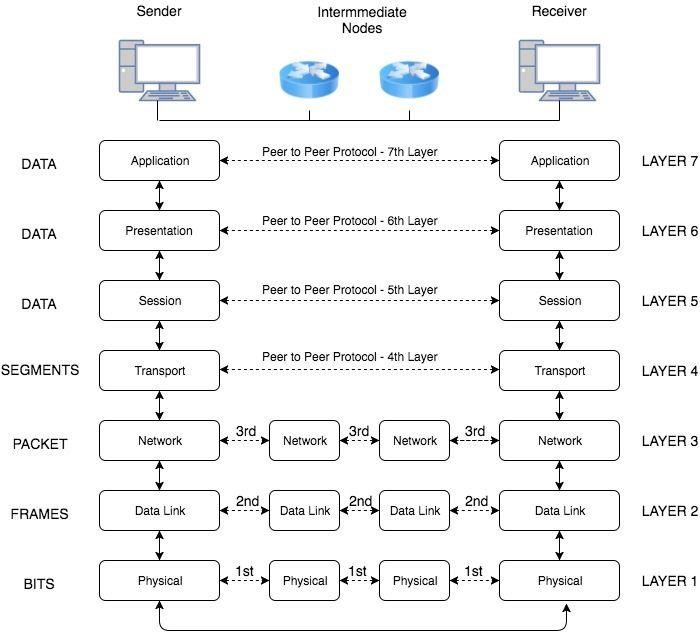 Sender
Intermmediate
Nodes
Receiver
DATA
Application
Peer to Peer Protocol - 7th Layer
Application
LAYER 7
DATA
Presentation
Peer to Peer Protocol - 6th Layer
Presentation
LAYER 6
DATA
Session
Peer to Peer Protocol - 5th Layer
Session
LAYER 5
SEGMENTS
Transport
Peer to Peer Protocol - 4th Layer
Transport
LAYER 4
PACKET
Network
3rd
Network
3rd
Network
3rd
Network
LAYER 3
FRAMES
Data Link
2nd
Data Link
2nd
Data Link
2nd
Data Link
LAYER 2
BITS
Physical
1st
Physical
1st
Physical
1st
Physical
LAYER 1